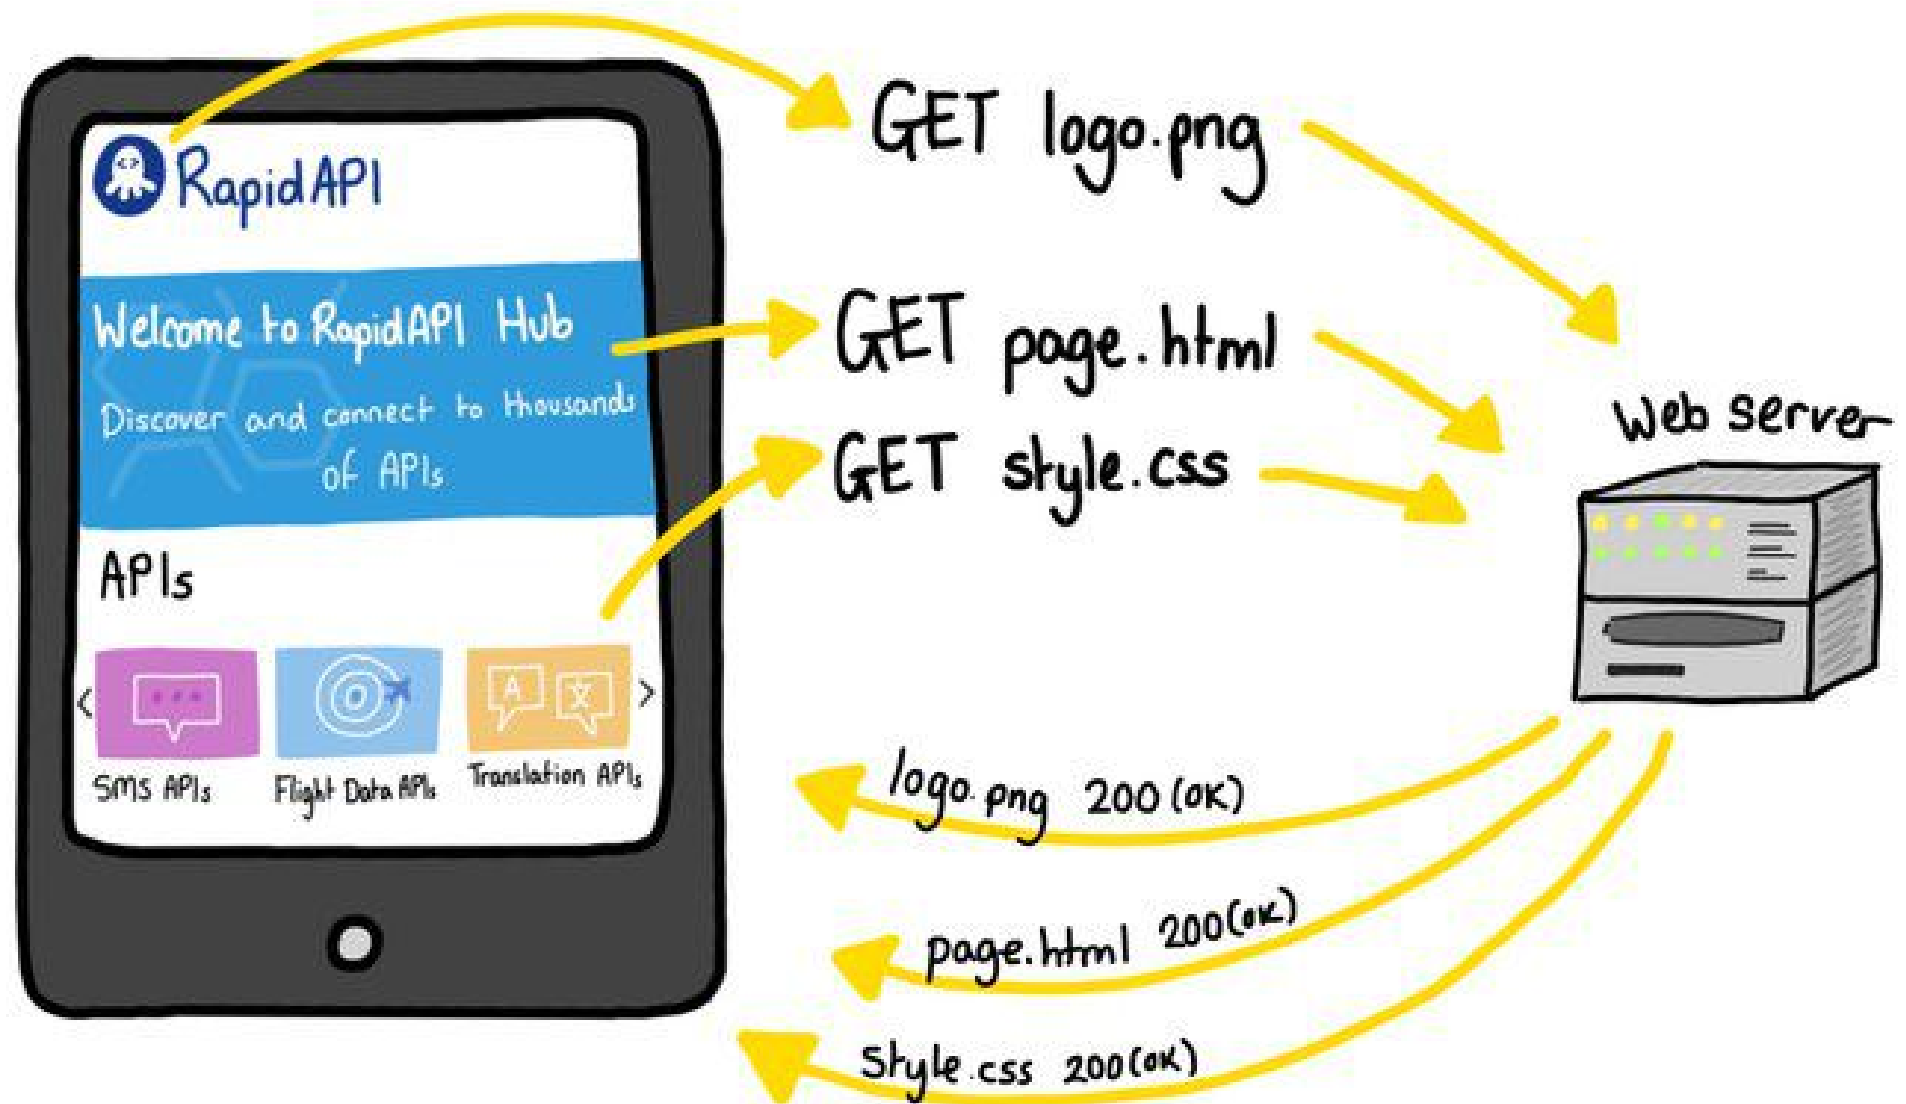 RapidAPI
Welcome to RapidAPI Hub
Discover and connect to thousands
of APIs
APIs
<
A
文
>
SMS APIs
Flight Data APIs
Translation APIs
GET logo.png
GET page.html
GET style.css
Web server
logo.png 200 (OK)
page.html 200(OK)
Style.css 200(OK)